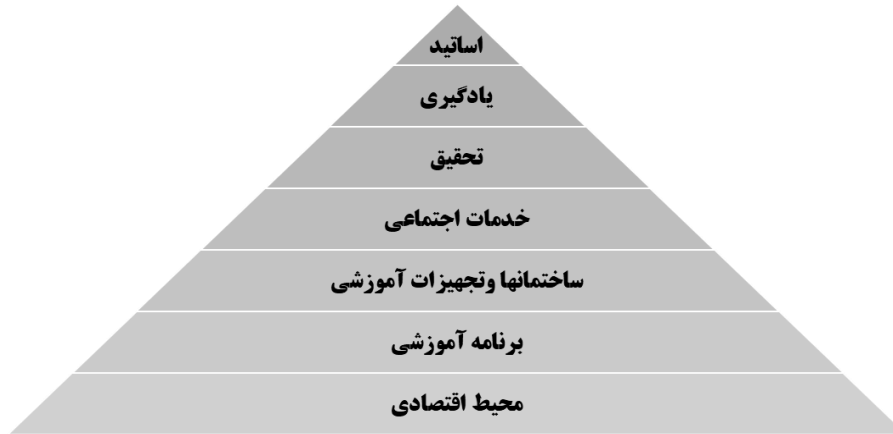 اساتید
یادگیری
تحقیق
خدمات اجتماعی
ساختمانها وتجهیزات آموزشی
برنامه آموزشی
محیط اقتصادی